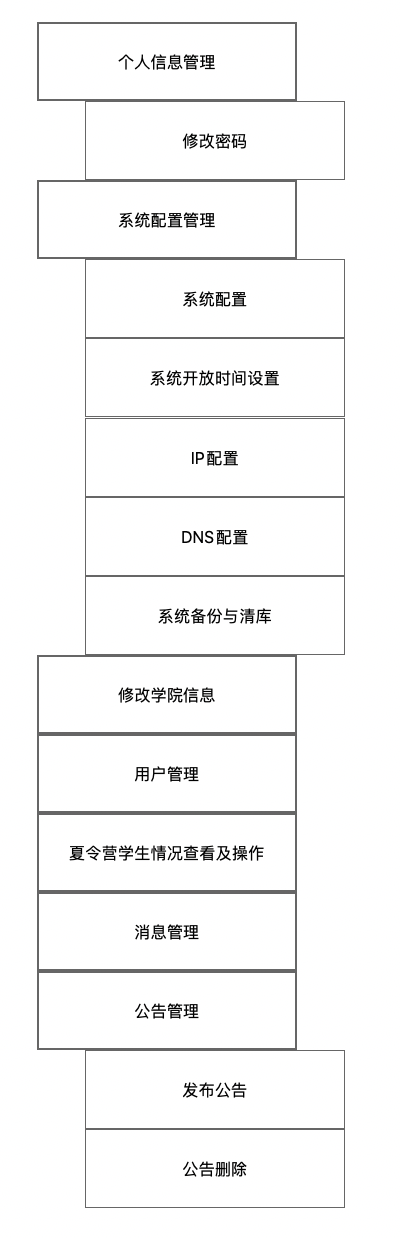 个人信息管理
修改密码
系统配置管理
系统配置
系统开放时间设置
IP配置
DNS配置
系统备份与清库
修改学院信息
用户管理
夏令营学生情况查看及操作
消息管理
公告管理
发布公告
公告删除